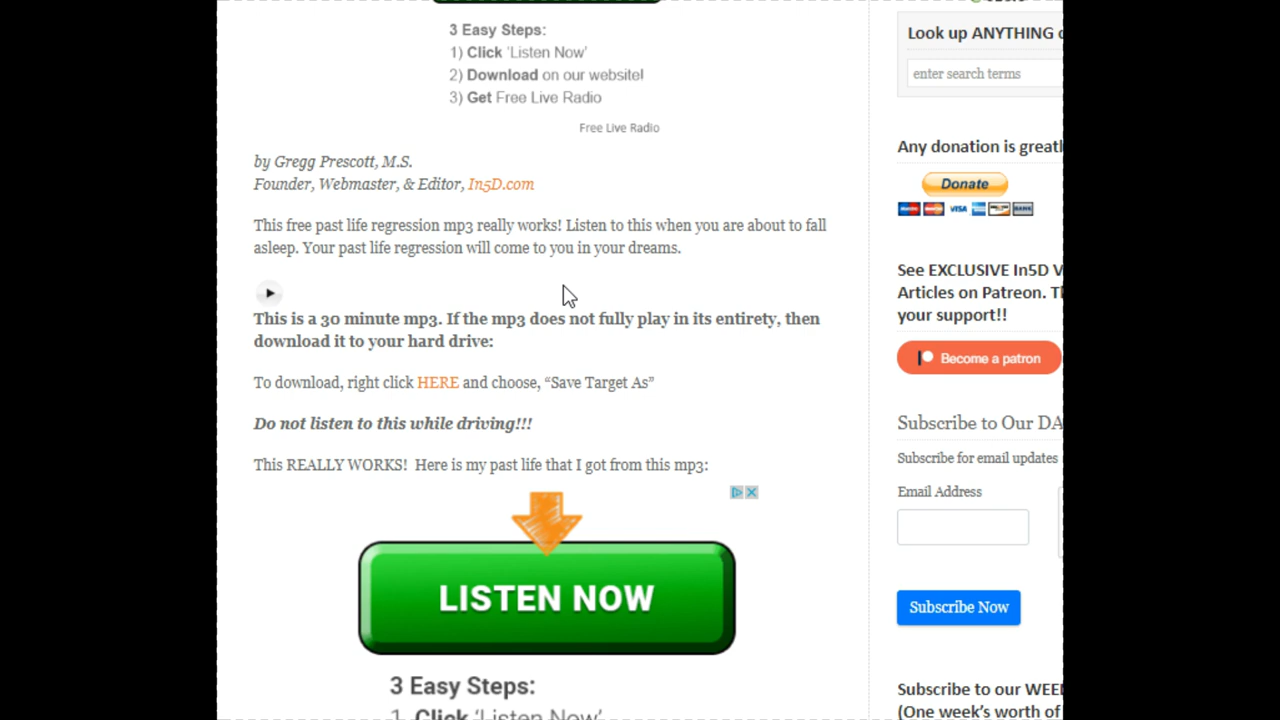 3 Easy Steps:
1) Click 'Listen Now'
2) Download on our website!
3) Get Free Live Radio
Free Live Radio
by Gregg Prescott, M.S.
Founder, Webmaster, & Editor, In5D.com
This free past life regression mp3 really works! Listen to this when you are about to fall
asleep. Your past life regression will come to you in your dreams.
This is a 30 minute mp3. If the mp3 does not fully play in its entirety, then
download it to your hard drive:
To download, right click HERE and choose, “Save Target As”
Do not listen to this while driving!!!
This REALLY WORKS! Here is my past life that I got from this mp3:
LISTEN NOW
3 Easy Steps:
1. Click 'Listen Now'
Look up ANYTHING
enter search terms
Any donation is greatl
Donate
VISA
See EXCLUSIVE In5D V
Articles on Patreon. T
your support!!
Become a patron
Subscribe to Our DA
Subscribe for email updates
Email Address
Subscribe Now
Subscribe to our WEE
(One week's worth of